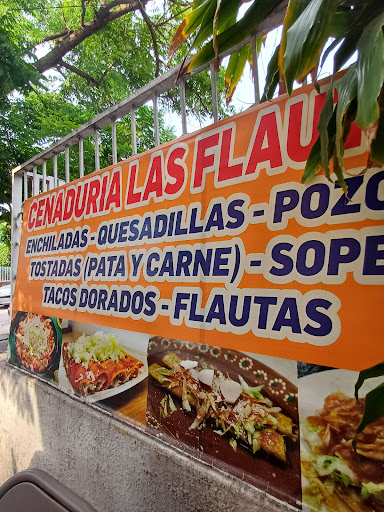 CENADURIA LAS FLAU
ENCHILADAS - QUESADILLAS - POZO
TOSTADAS (PATA Y CARNE) - SOPE
TACOS DORADOS - FLAUTAS